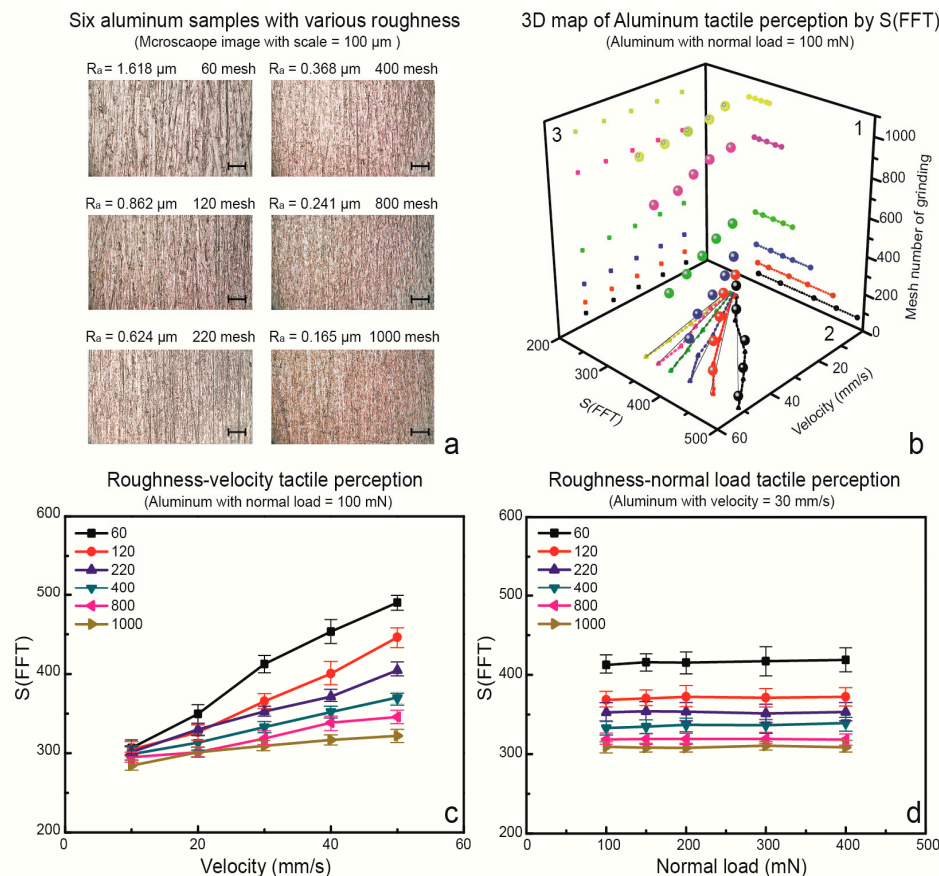 Six aluminum samples with various roughness
(Mcroscaope image with scale = 100 µm )
Ra = 1.618 µm 60 mesh
Ra = 0.368 µm 400 mesh
Ra = 0.862 µm 120 mesh
Ra = 0.241 µm 800 mesh
Ra = 0.624 µm 220 mesh
Ra = 0.165 µm 1000 mesh
a
3D map of Aluminum tactile perception by S(FFT)
(Aluminum with normal load = 100 mN)
3
1
2
1000
800
600
400
200
0
Mesh number of grinding
200
300
400
500
S(FFT)
60
40
20
Velocity (mm/s)
b
Roughness-velocity tactile perception
(Aluminum with normal load = 100 mN)
600
500
400
300
200
S(FFT)
60
120
220
400
800
1000
0
20
40
60
Velocity (mm/s)
c
Roughness-normal load tactile perception
(Aluminum with velocity = 30 mm/s)
600
500
400
300
200
S(FFT)
60
120
220
400
800
1000
0
100
200
300
400
500
Normal load (mN)
d